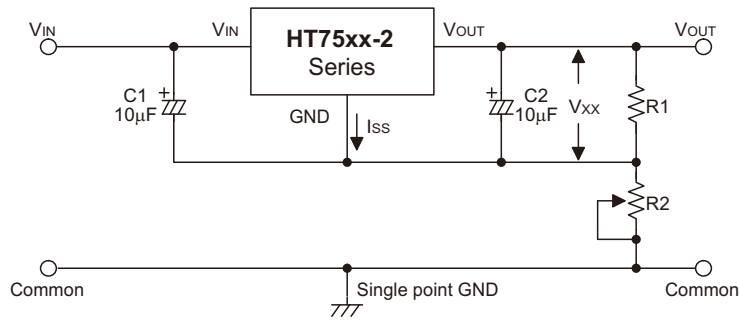 VIN
VIN
HT75xx-2
Series
VOUT
VOUT
C1
10μF
+
GND
ISS
+
C2
10μF
VXX
R1
R2
Common
Single point GND
Common